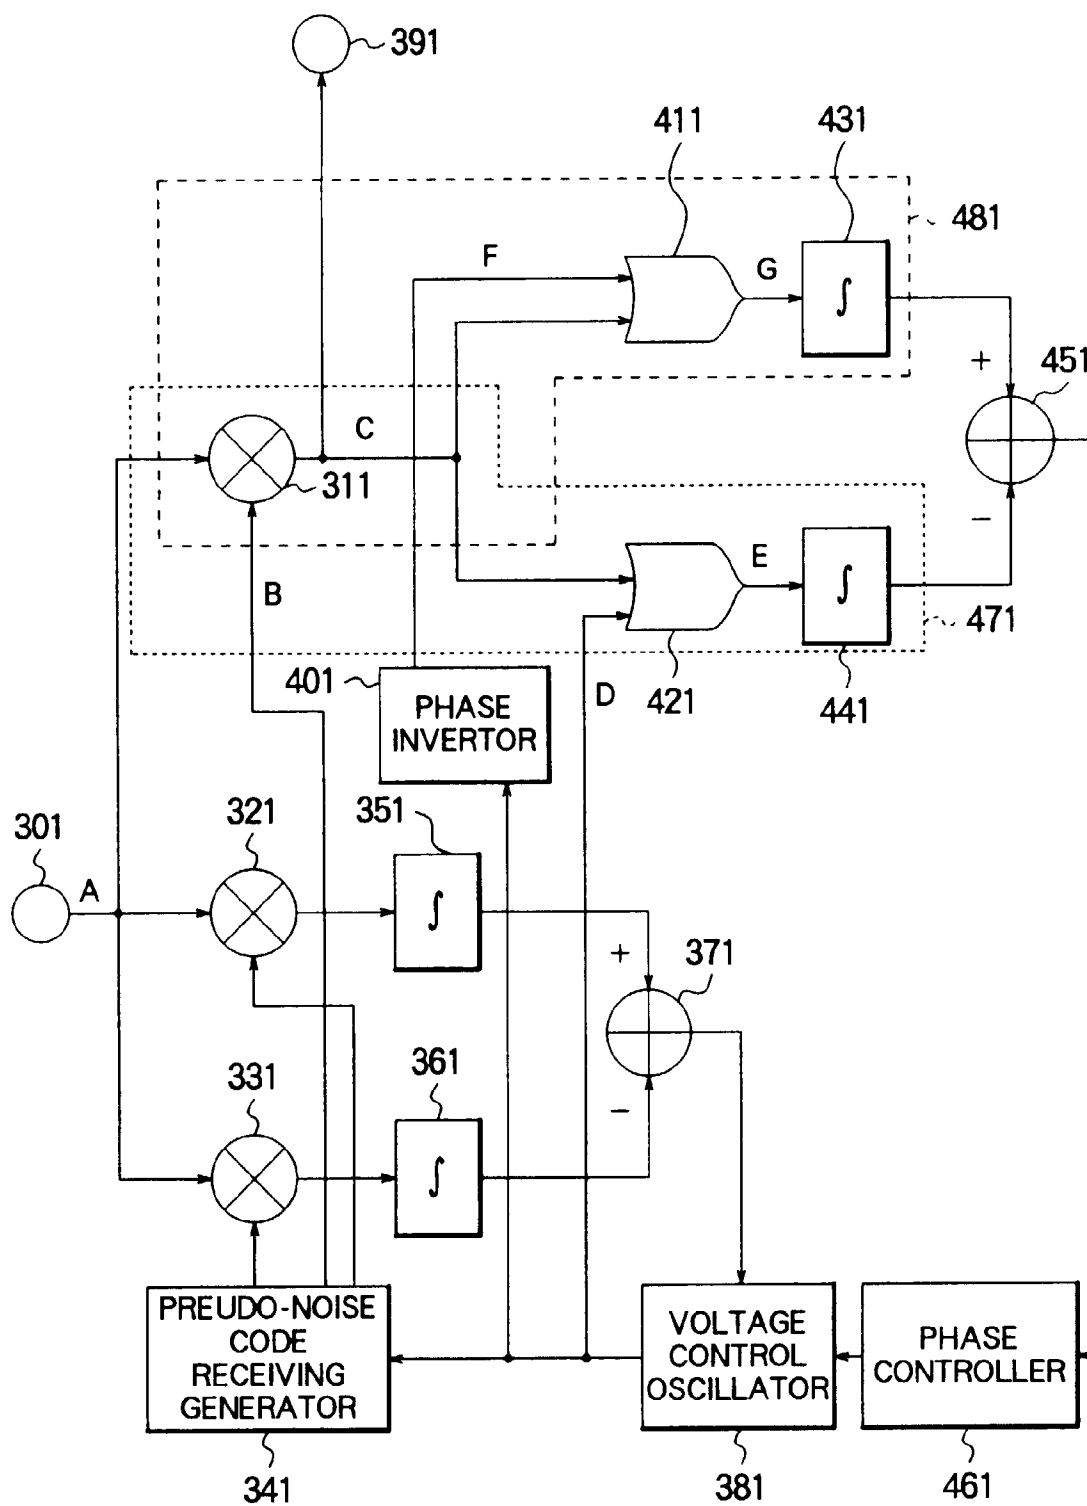 391
411
431
481
F
G
∫
+
451
C
311
−
B
E
∫
471
401
PHASE
INVERTOR
D
421
441
301
A
321
351
∫
+
371
331
361
∫
−
PREUDO-NOISE
CODE
RECEIVING
GENERATOR
VOLTAGE
CONTROL
OSCILLATOR
PHASE
CONTROLLER
341
381
461